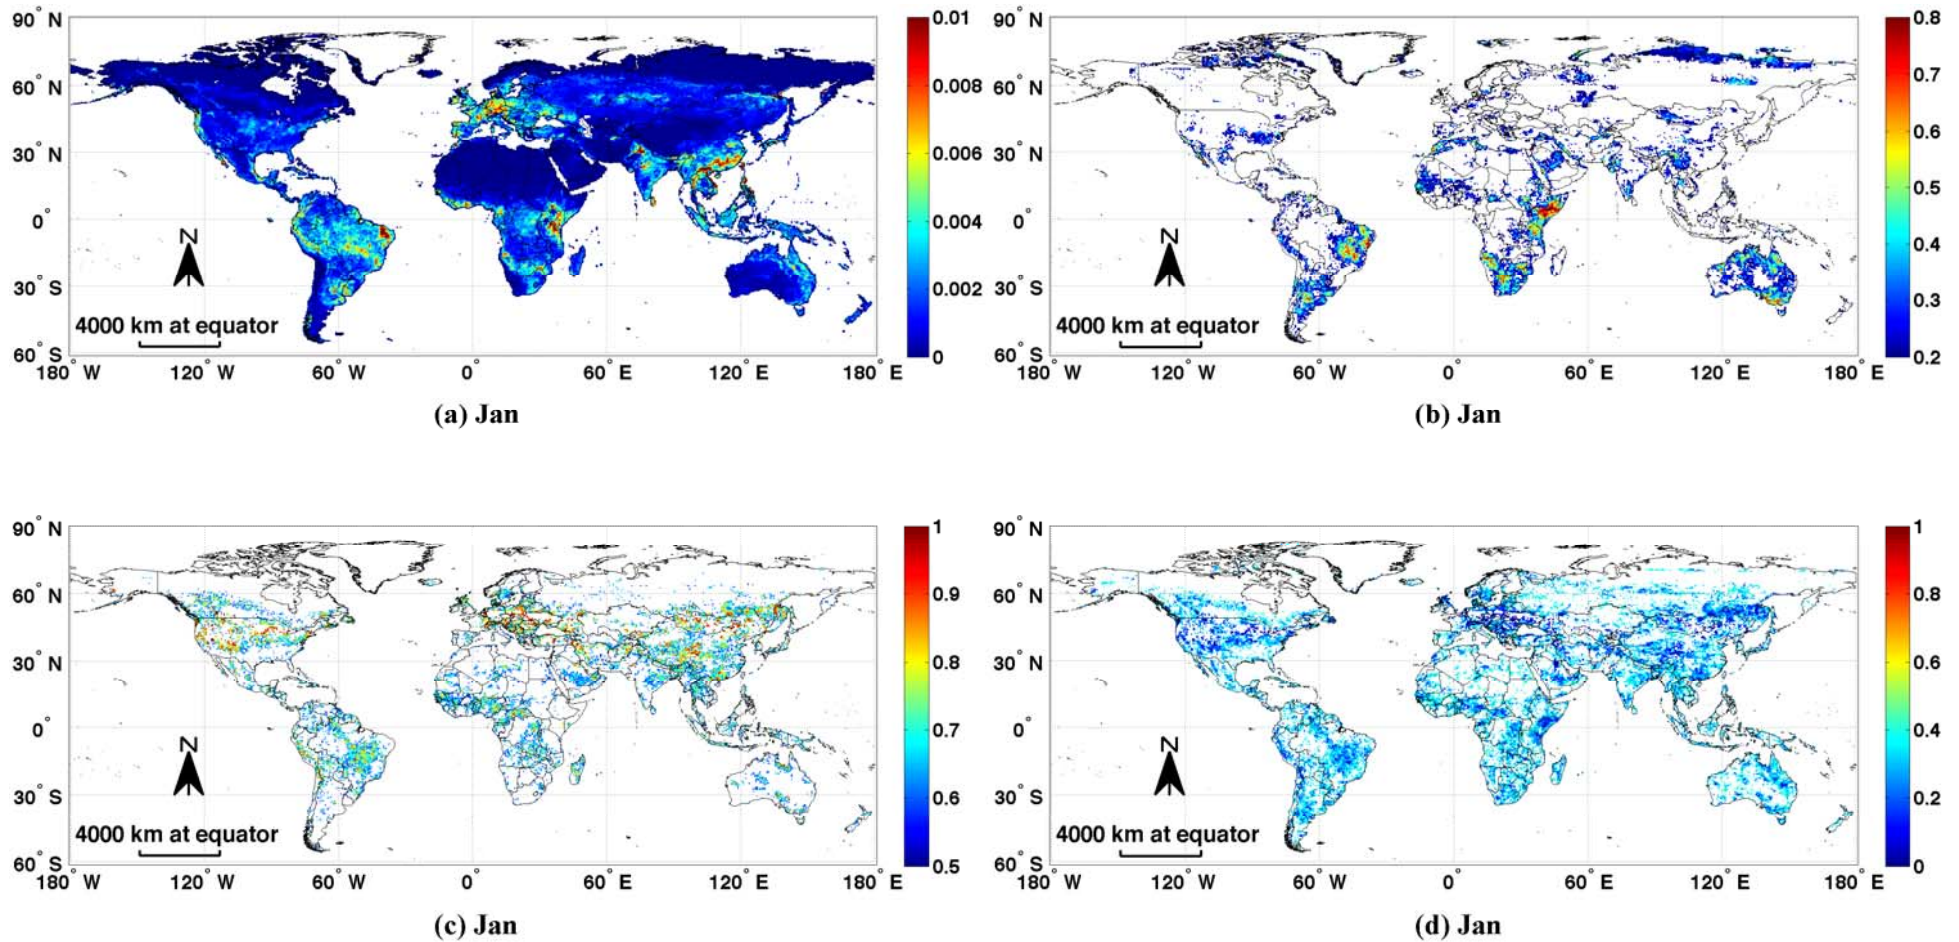 90° N
60° N
30° N
0°
30° S
60° S
180° W
120° W
60° W
0°
60° E
120° E
180° E
N
4000 km at equator
0.01
0.008
0.006
0.004
0.002
0
(a) Jan
90° N
60° N
30° N
0°
30° S
60° S
180° W
120° W
60° W
0°
60° E
120° E
180° E
N
4000 km at equator
0.8
0.7
0.6
0.5
0.4
0.3
0.2
(b) Jan
90° N
60° N
30° N
0°
30° S
60° S
180° W
120° W
60° W
0°
60° E
120° E
180° E
N
4000 km at equator
1
0.9
0.8
0.7
0.6
0.5
(c) Jan
90° N
60° N
30° N
0°
30° S
60° S
180° W
120° W
60° W
0°
60° E
120° E
180° E
N
4000 km at equator
1
0.8
0.6
0.4
0.2
0
(d) Jan